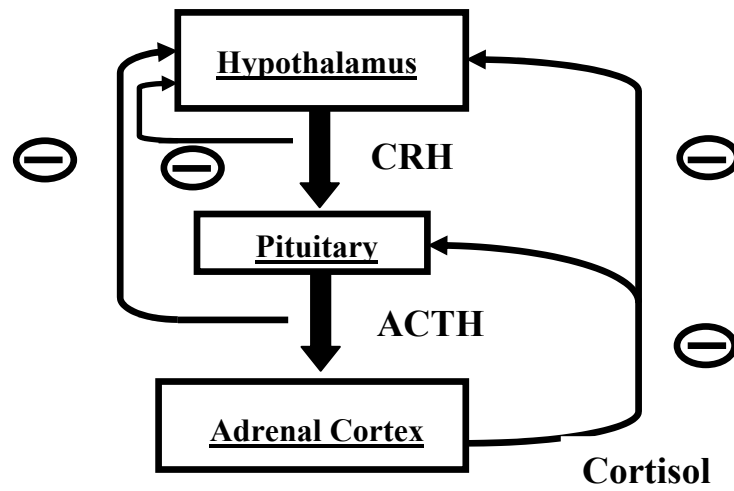 Hypothalamus
CRH
Pituitary
ACTH
Adrenal Cortex
Cortisol